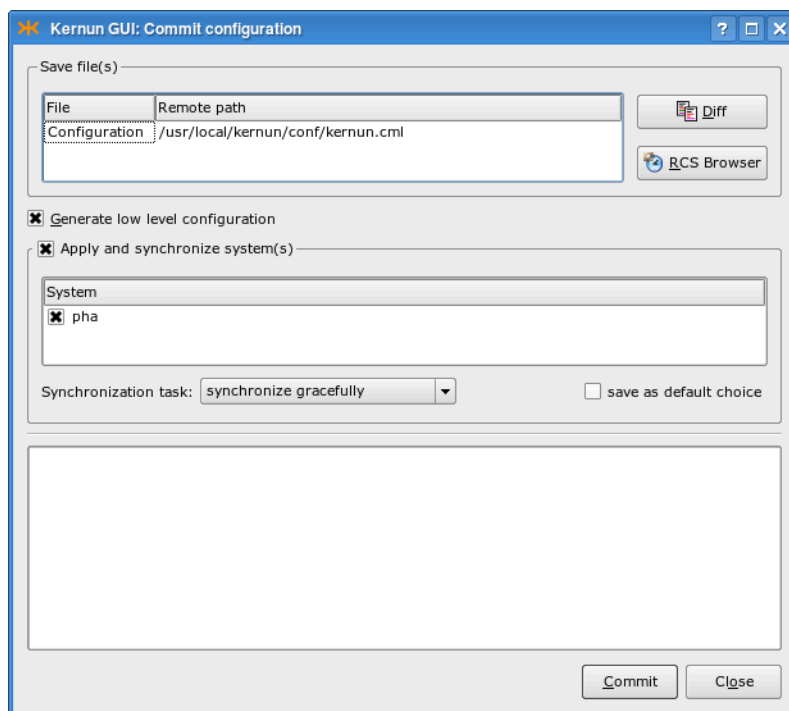 Kernun GUI: Commit configuration
Save file(s)
File Remote path
Configuration /usr/local/kernun/conf/kernun.cml
Diff
RCS Browser
Generate low level configuration
Apply and synchronize system(s)
System
pha
Synchronization task: synchronize gracefully save as default choice
Commit Close